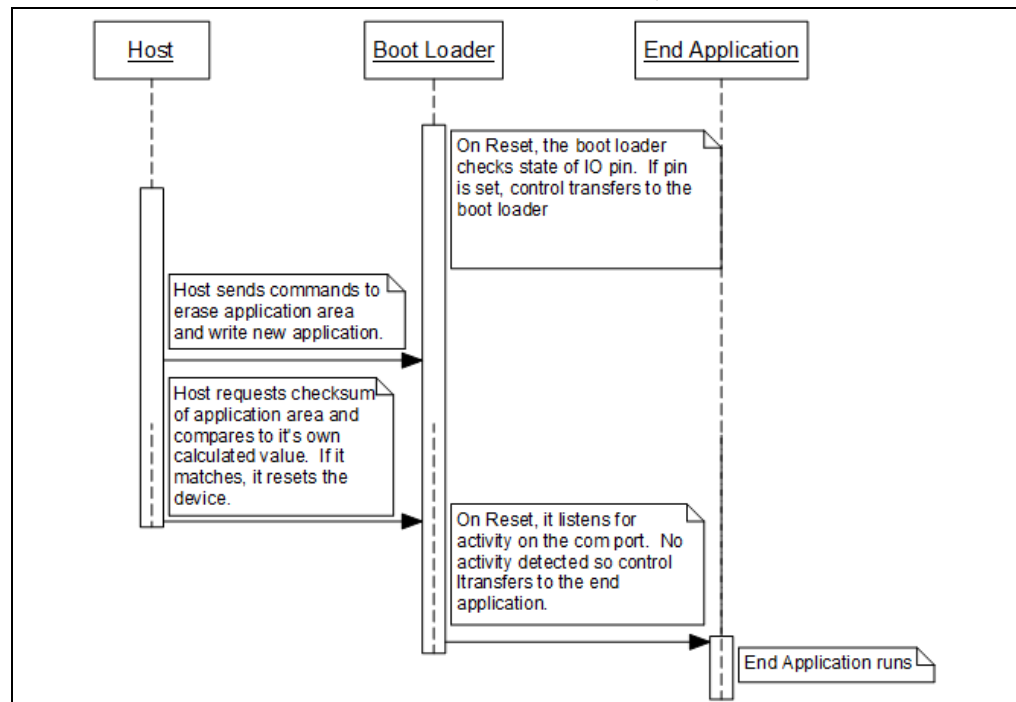 Host
Boot Loader
End Application
On Reset, the boot loader
checks state of IO pin. If pin
is set, control transfers to the
boot loader
Host sends commands to
erase application area
and write new application.
Host requests checksum
of application area and
compares to it's own
calculated value. If it
matches, it resets the
device.
On Reset, it listens for
activity on the com port. No
activity detected so control
ltransfers to the end
application.
End Application runs